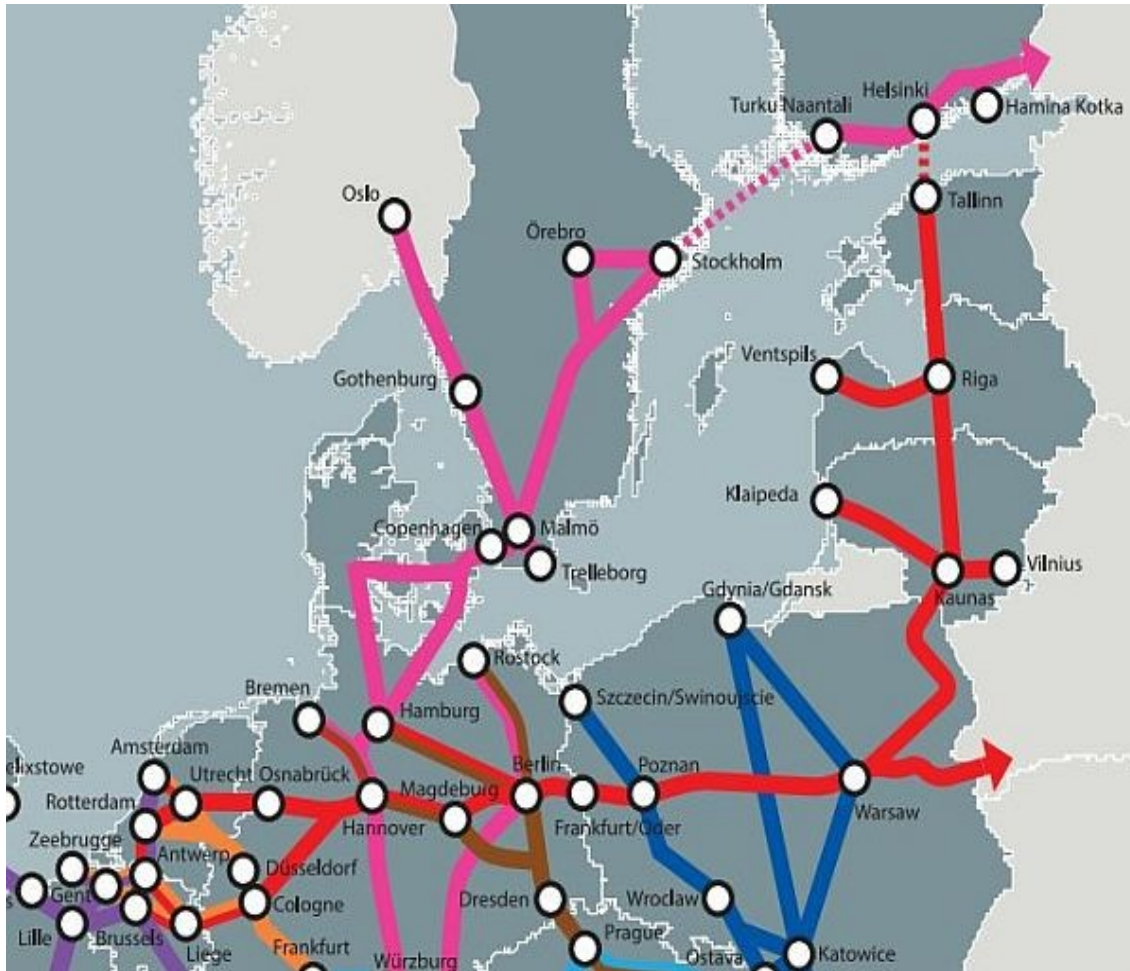 Helsinki
Turku Naantali
Hamina Kotka
Oslo
Tallinn
Örebro
Stockholm
Ventspils
Gothenburg
Riga
Klaipeda
Copenhagen
Malmö
Trelleborg
Vilnius
Gdynia/Gdansk
Kaunas
Rostock
Bremen
Szczecin/Swinoujscie
Hamburg
Amsterdam
elixstowe
Utrecht
Osnabrück
Berlin
Poznan
Magdeburg
Rotterdam
Warsaw
Hannover
Frankfurt/Oder
Zeebrugge
Antwerp
Düsseldorf
Gent
s
Wroclaw
Dresden
Cologne
Lille
Brussels
Liege
Frankfurt
Prague
Katowice
Würzburg
Ostava